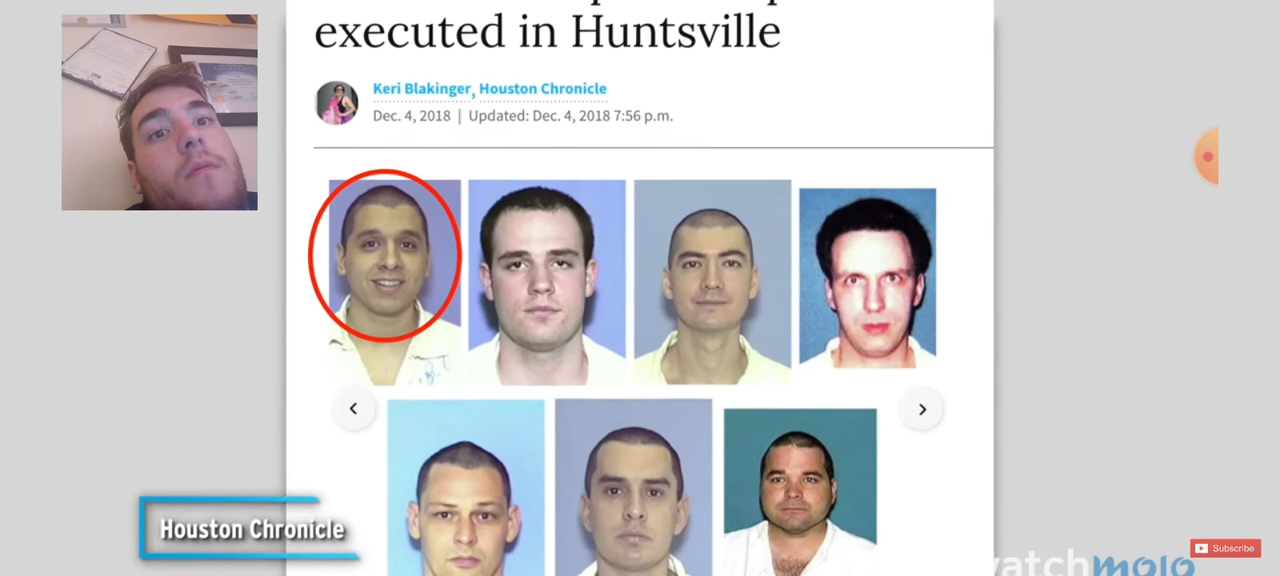 executed in Huntsville
Keri Blakinger, Houston Chronicle
Dec. 4, 2018 | Updated: Dec. 4, 2018 7:56 p.m.
Houston Chronicle
Subscribe